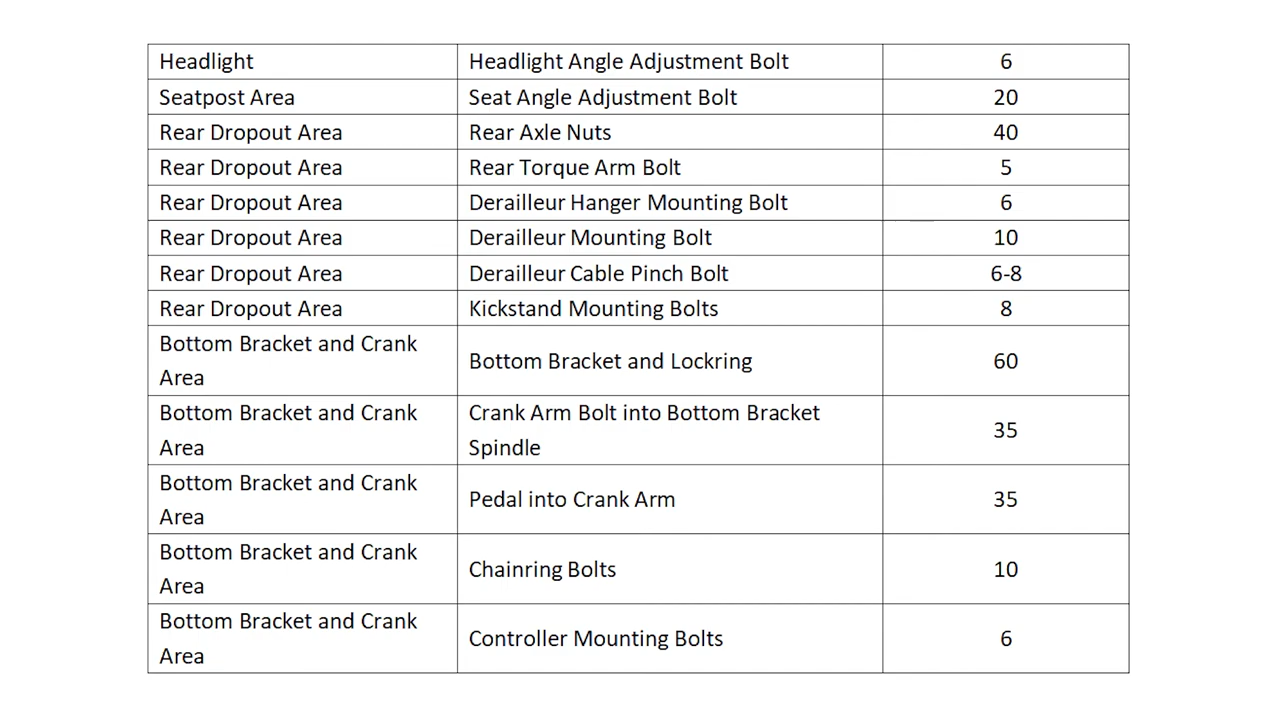 Headlight Headlight Angle Adjustment Bolt 6
Seatpost Area Seat Angle Adjustment Bolt 20
Rear Dropout Area Rear Axle Nuts 40
Rear Dropout Area Rear Torque Arm Bolt 5
Rear Dropout Area Derailleur Hanger Mounting Bolt 6
Rear Dropout Area Derailleur Mounting Bolt 10
Rear Dropout Area Derailleur Cable Pinch Bolt 6-8
Rear Dropout Area Kickstand Mounting Bolts 8
Bottom Bracket and Crank
Area
Bottom Bracket and Lockring 60
Bottom Bracket and Crank
Area
Crank Arm Bolt into Bottom Bracket
Spindle
35
Bottom Bracket and Crank
Area
Pedal into Crank Arm 35
Bottom Bracket and Crank
Area
Chainring Bolts 10
Bottom Bracket and Crank
Area
Controller Mounting Bolts 6